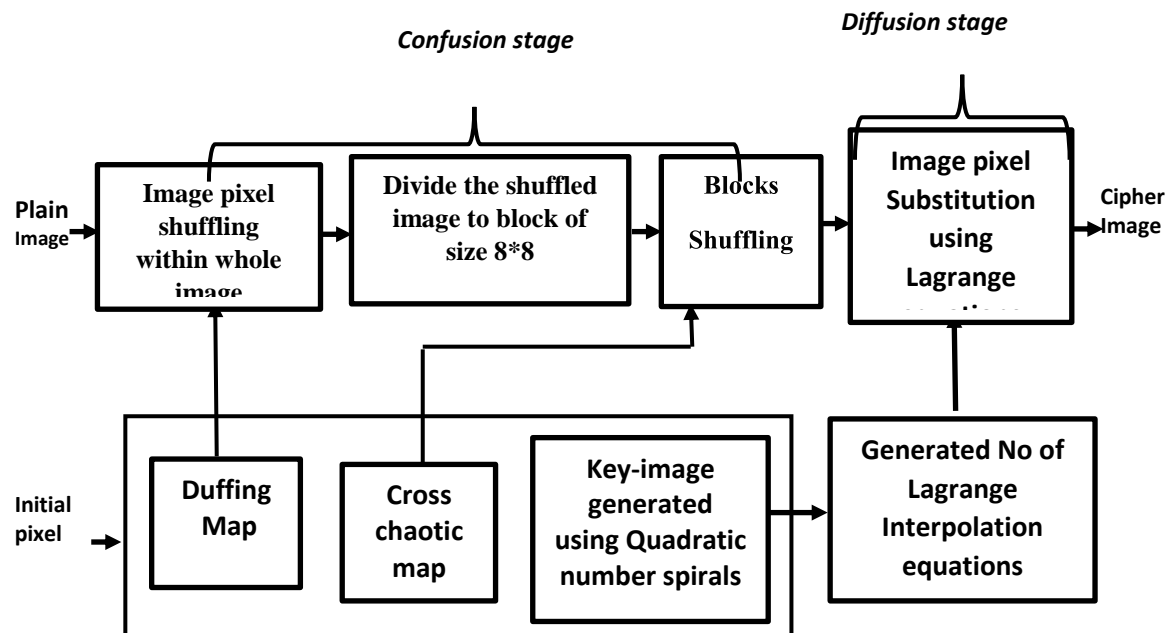 Confusion stage
Diffusion stage
Plain
Image
Image pixel
shuffling
within whole
image
Divide the shuffled
image to block of
size 8*8
Blocks
Shuffling
Image pixel
Substitution
using
Lagrange
Cipher
Image
Initial
pixel
Duffing
Map
Cross
chaotic
map
Key-image
generated
using Quadratic
number spirals
Generated No of
Lagrange
Interpolation
equations